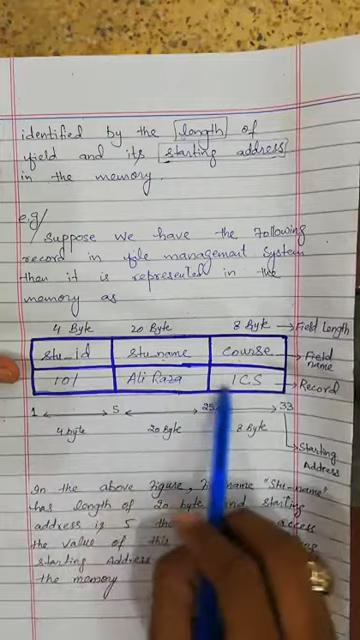 identified by the length of
field and its starting address
in the memory.
e.g/
Suppose we have the following
record in file management system
then it is represented in the
memory as
4 Byte 20 Byte 8 Byte → Field Length
stu_id stu_name course → Field name
101 Ali Raza ICS → Record
1 5 25 33
4 Byte 20 Byte 8 Byte
Starting Address
In the above figure, name "Stu_name"
has length of 20 byte and starting
address is 5 access
the value of this
starting Address
the memory